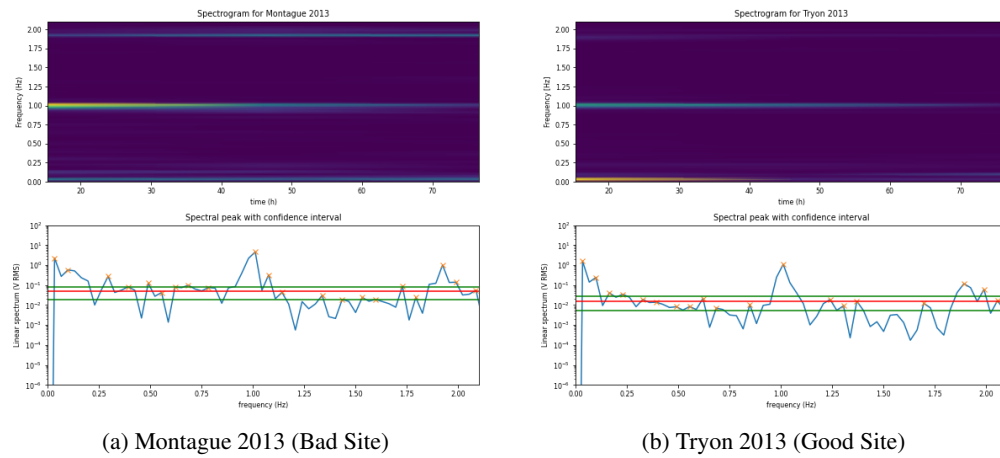 Spectrogram for Montague 2013
Frequency (Hz)
2.00
1.75
1.50
1.25
1.00
0.75
0.50
0.25
0.00
20 30 40 50 60 70
time (h)
Spectral peak with confidence interval
Linear spectrum (V RMS)
10² 
10¹
10⁰
10⁻¹
10⁻²
10⁻³
10⁻⁴
10⁻⁵
10⁻⁶
0.00 0.25 0.50 0.75 1.00 1.25 1.50 1.75 2.00
frequency (Hz)
(a) Montague 2013 (Bad Site)
Spectrogram for Tryon 2013
Frequency [Hz]
2.00
1.75
1.50
1.25
1.00
0.75
0.50
0.25
0.00
20 30 40 50 60 70
time (h)
Spectral peak with confidence interval
Linear spectrum (V RMS)
10²
10¹
10⁰
10⁻¹
10⁻²
10⁻³
10⁻⁴
10⁻⁵
10⁻⁶
0.00 0.25 0.50 0.75 1.00 1.25 1.50 1.75 2.00
frequency (Hz)
(b) Tryon 2013 (Good Site)